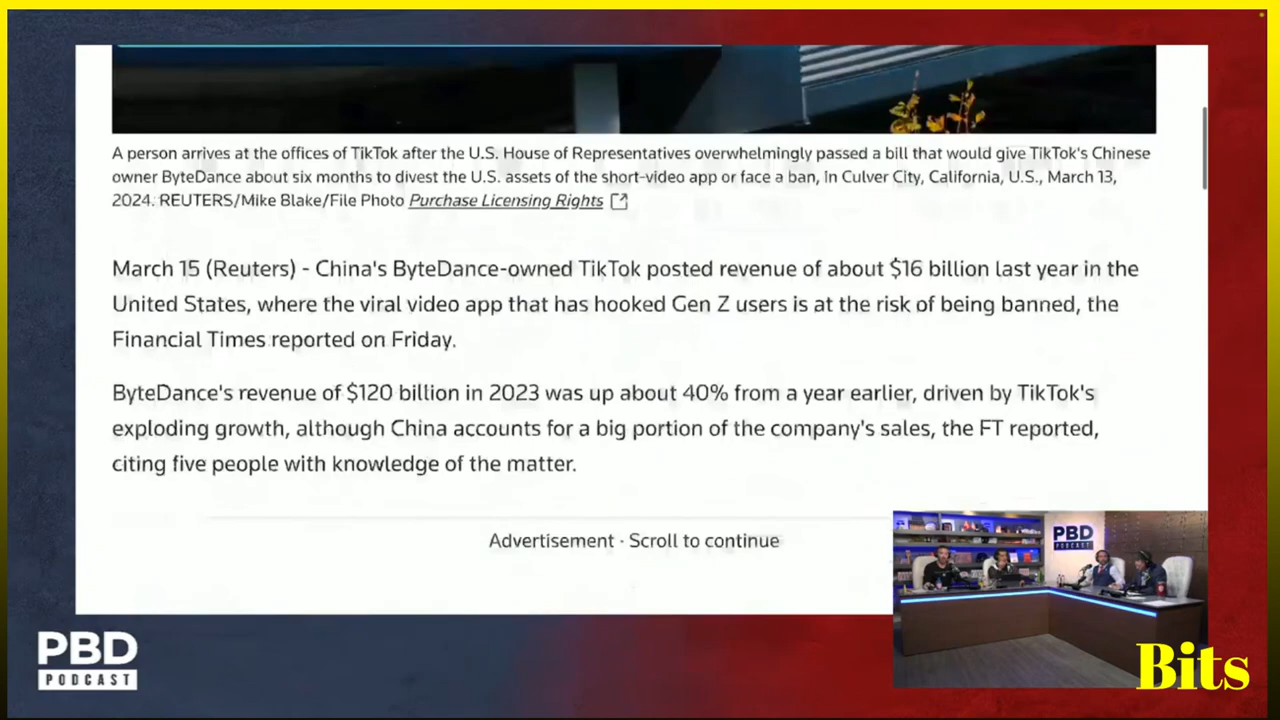 A person arrives at the offices of TikTok after the U.S. House of Representatives overwhelmingly passed a bill that would give TikTok's Chinese
owner ByteDance about six months to divest the U.S. assets of the short-video app or face a ban, in Culver City, California, U.S., March 13,
2024. REUTERS/Mike Blake/File Photo Purchase Licensing Rights
March 15 (Reuters) - China's ByteDance-owned TikTok posted revenue of about $16 billion last year in the
United States, where the viral video app that has hooked Gen Z users is at the risk of being banned, the
Financial Times reported on Friday.
ByteDance's revenue of $120 billion in 2023 was up about 40% from a year earlier, driven by TikTok's
exploding growth, although China accounts for a big portion of the company's sales, the FT reported,
citing five people with knowledge of the matter.
Advertisement · Scroll to continue
PBD
PODCAST
PBD
PODCAST
Bits